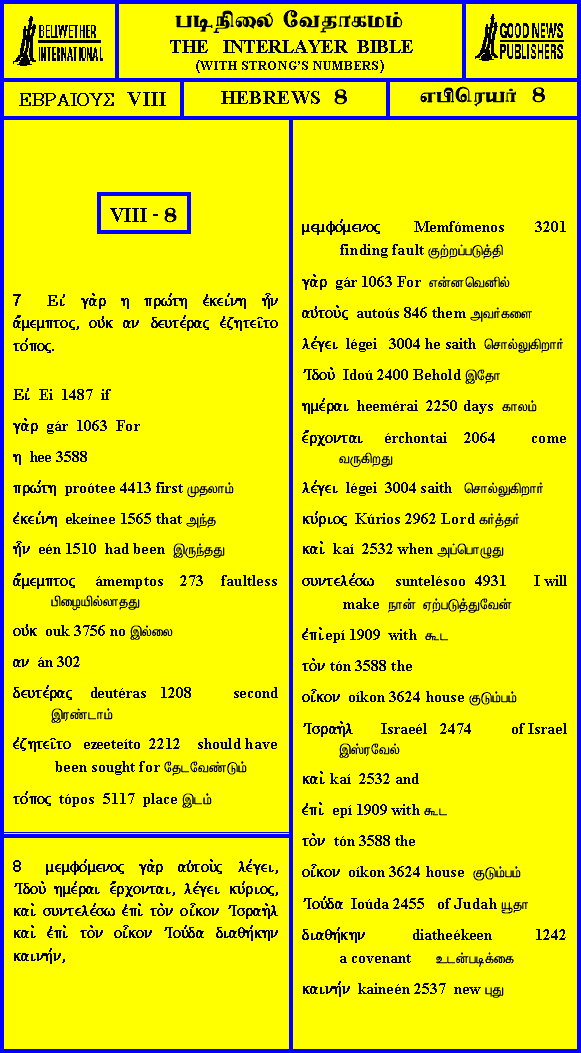 BELLWETHER
INTERNATIONAL
படிநிலை வேதாகமம்
THE INTERLAYER BIBLE
(WITH STRONG'S NUMBERS)
GOOD NEWS
PUBLISHERS
ΕΒΡΑΙΟΥΣ VIII
HEBREWS 8
எபிரெயர் 8
VIII - 8
7 Εἰ γὰρ η πρώτη ἐκείνη ἦν
ἄμεμπτος, οὐκ αν δευτέρας ἐζητεῖτο
τόπος.
Εἰ Ei 1487 if
γὰρ gár 1063 For
η hee 3588
πρώτη proótee 4413 first முதலாம்
ἐκείνη ekeínee 1565 that அந்த
ἦν eén 1510 had been இருந்தது
ἄμεμπτος ámemptos 273 faultless
பிழையில்லாதது
οὐκ ouk 3756 no இல்லை
αν án 302
δευτέρας deutéras 1208 second
இரண்டாம்
ἐζητεῖτο ezeeteíto 2212 should have
been sought for தேடவேண்டும்
τόπος tópos 5117 place இடம்
8 μεμφόμενος γὰρ αὐτοὺς λέγει,
Ἰδοὺ ημέραι ἔρχονται, λέγει κύριος,
καὶ συντελέσω ἐπὶ τὸν οἶκον Ἰσραὴλ
καὶ ἐπὶ τὸν οἶκον Ἰούδα διαθήκην
καινήν,
μεμφόμενος Memfómenos 3201
finding fault குற்றப்படுத்தி
γὰρ gár 1063 For என்னவெனில்
αὐτοὺς autoús 846 them அவர்களை
λέγει légei 3004 he saith சொல்லுகிறார்
Ἰδοὺ Idoú 2400 Behold இதோ
ημέραι heemérai 2250 days காலம்
ἔρχονται érchontai 2064 come
வருகிறது
λέγει légei 3004 saith சொல்லுகிறார்
κύριος Kúrios 2962 Lord கர்த்தர்
καὶ kaí 2532 when அப்பொழுது
συντελέσω suntelésoo 4931 I will
make நான் ஏற்படுத்துவேன்
ἐπὶ epí 1909 with கூட
τὸν tón 3588 the
οἶκον oíkon 3624 house குடும்பம்
Ἰσραὴλ Israeél 2474 of Israel
இஸ்ரவேல்
καὶ kaí 2532 and
ἐπὶ epí 1909 with கூட
τὸν tón 3588 the
οἶκον oíkon 3624 house குடும்பம்
Ἰούδα Ioúda 2455 of Judah யூதா
διαθήκην diatheékeen 1242
a covenant உடன்படிக்கை
καινήν kaineén 2537 new புது